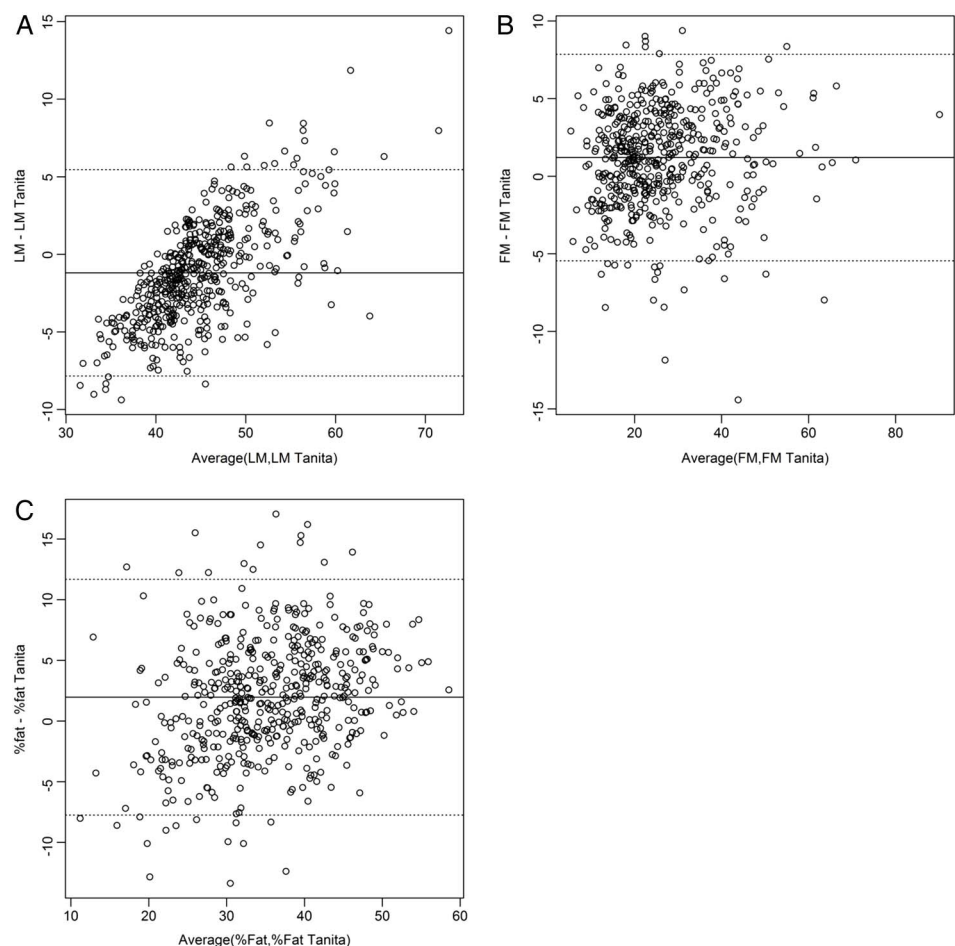 A
15
10
5
0
-5
-10
LM - LM Tanita
30 40 50 60 70
Average(LM,LM Tanita)
B
10
5
0
-5
-10
-15
FM - FM Tanita
20 40 60 80
Average(FM,FM Tanita)
C
15
10
5
0
-5
-10
%fat - %fat Tanita
10 20 30 40 50 60
Average(%Fat,%Fat Tanita)